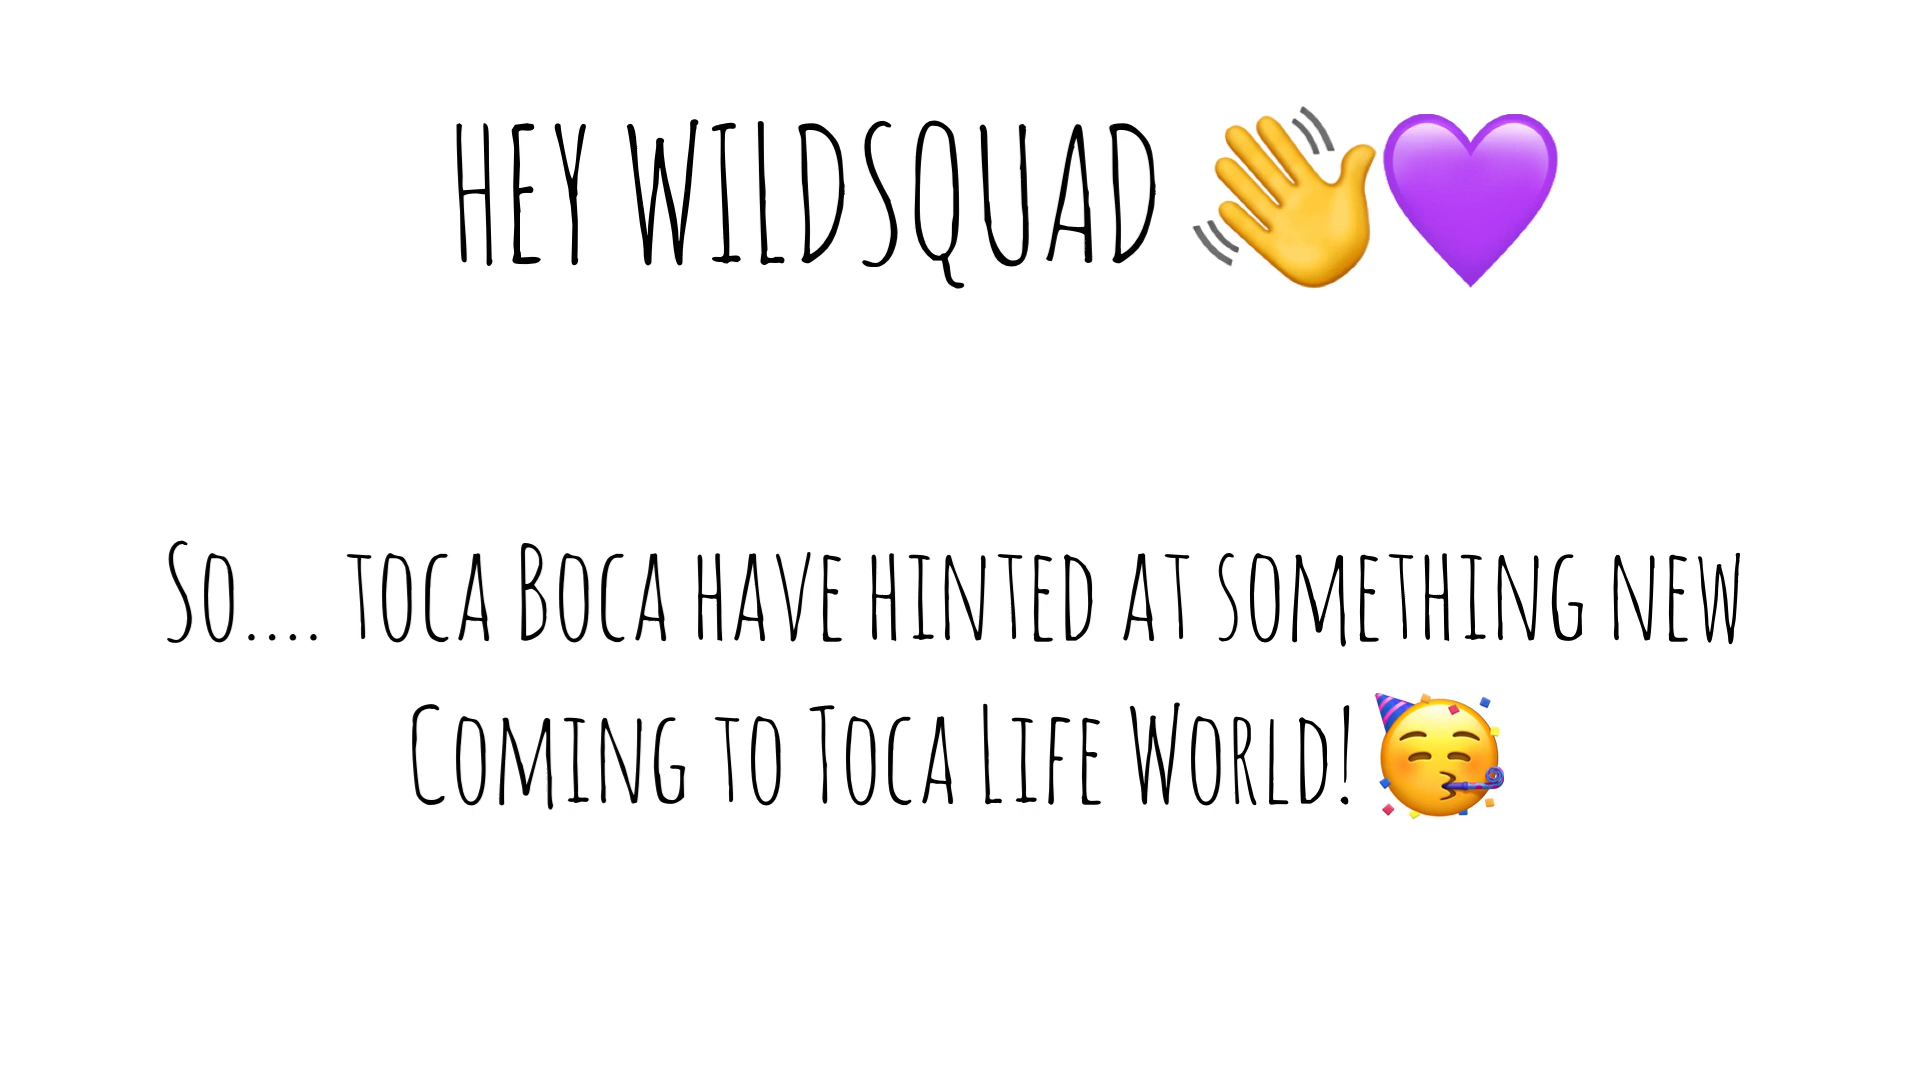 HEY WILDSQUAD 👋💜
So.... toca Boca have hinted at something new
Coming to Toca Life World! 🥳